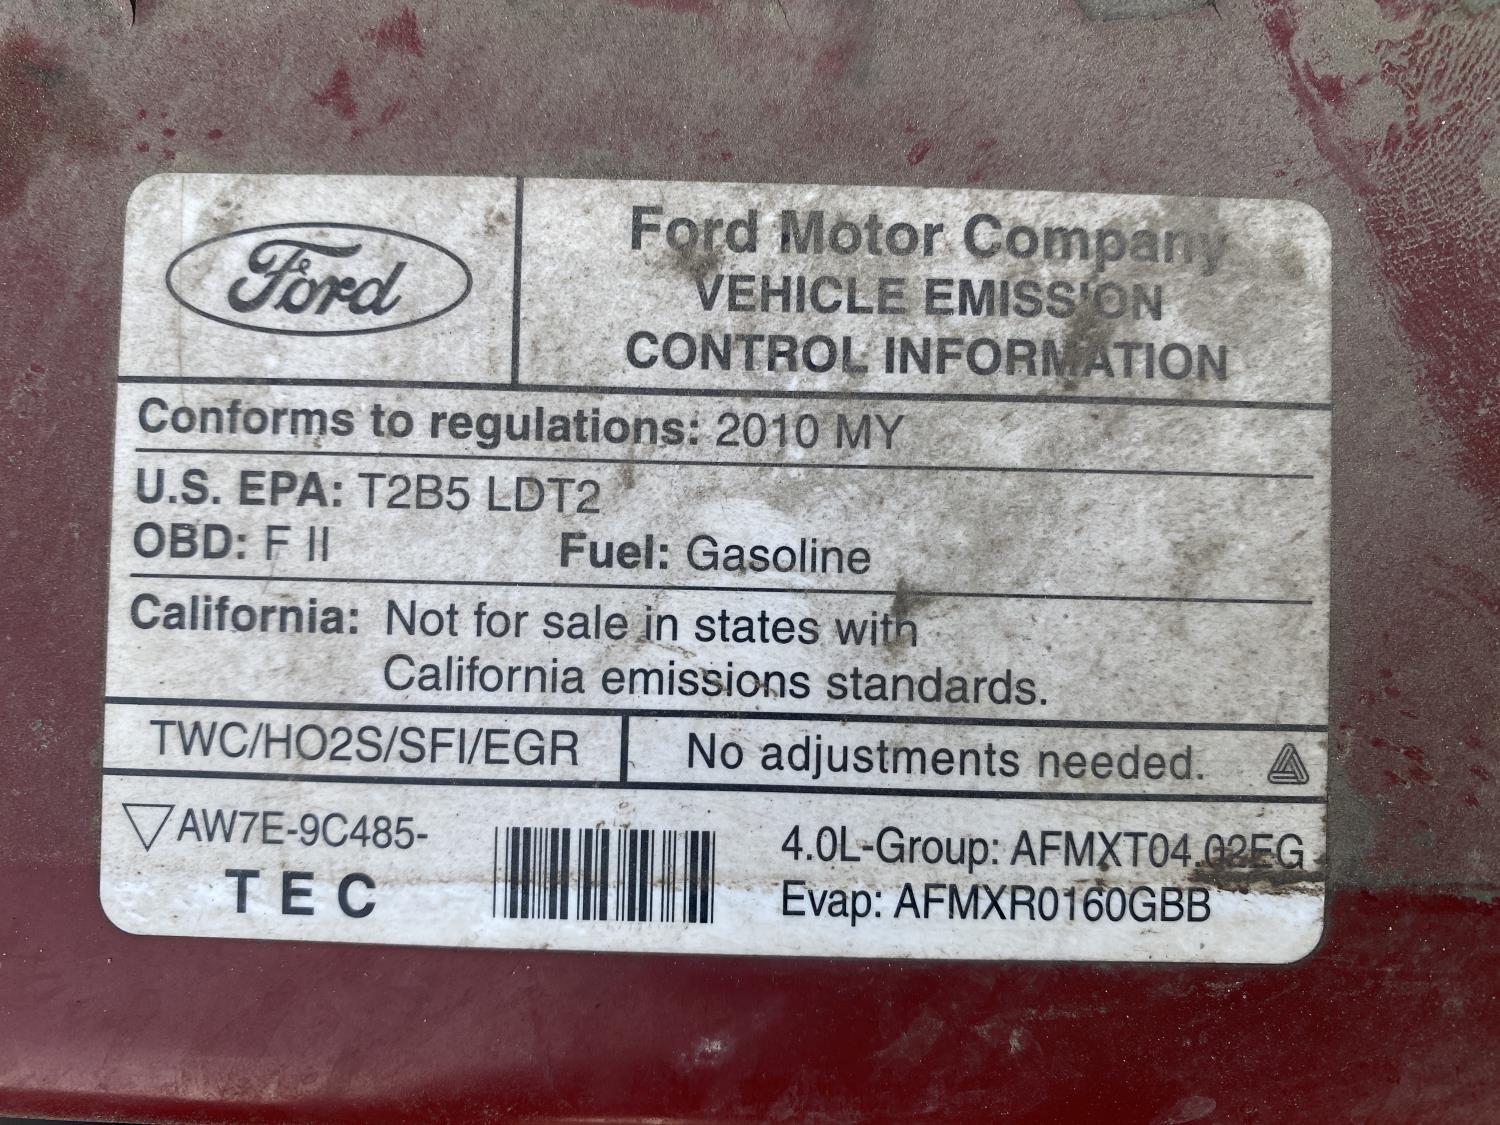 Ford
Ford Motor Company
VEHICLE EMISSION
CONTROL INFORMATION
Conforms to regulations: 2010 MY
U.S. EPA: T2B5 LDT2
OBD: F II Fuel: Gasoline
California: Not for sale in states with
California emissions standards.
TWC/HO2S/SFI/EGR
No adjustments needed.
AW7E-9C485-
TEC
4.0L-Group: AFMXT04.02EG
Evap: AFMXR0160GBB